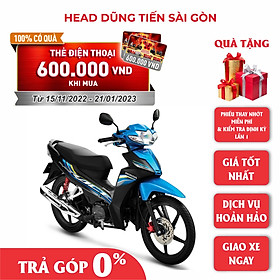 HEAD DŨNG TIẾN SÀI GÒN
100% CÓ QUÀ
THẺ ĐIỆN THOẠI
600.000 VND
KHI MUA
Từ 15/11/2022 - 21/01/2023
QUÀ TẶNG
PHIẾU THAY NHỚT
MIỄN PHÍ
& KIỂM TRA ĐỊNH KỲ
LẦN 1
GIÁ TỐT
NHẤT
DỊCH VỤ
HOÀN HẢO
GIAO XE
NGAY
TRẢ GÓP 0%